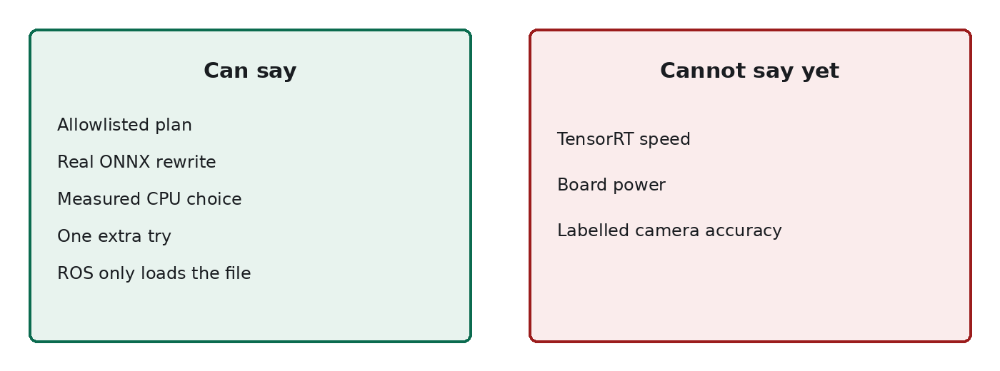 Can say
Allowlisted plan
Real ONNX rewrite
Measured CPU choice
One extra try
ROS only loads the file
Cannot say yet
TensorRT speed
Board power
Labelled camera accuracy